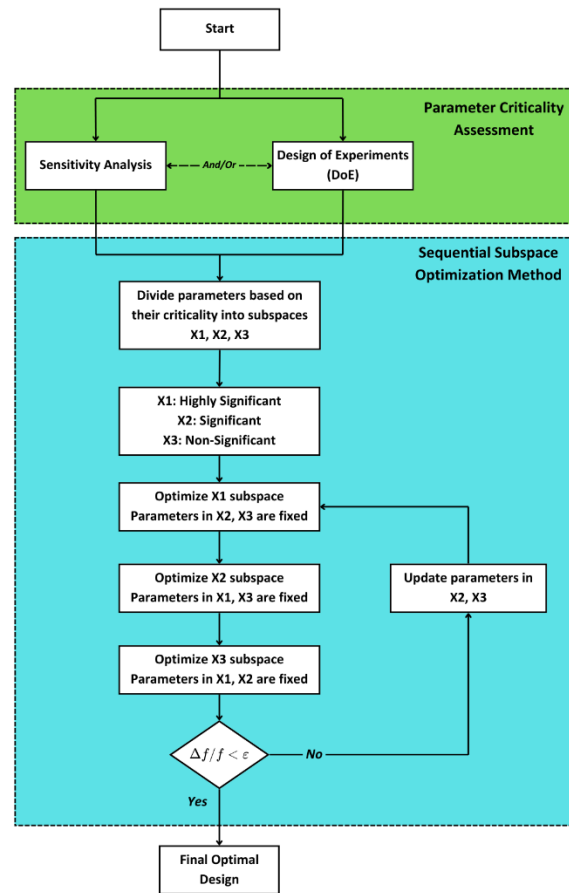 Start
Parameter Criticality
Assessment
Sensitivity Analysis
And/Or
Design of Experiments
(DoE)
Sequential Subspace
Optimization Method
Divide parameters based on
their criticality into subspaces
X1, X2, X3
X1: Highly Significant
X2: Significant
X3: Non-Significant
Optimize X1 subspace
Parameters in X2, X3 are fixed
Optimize X2 subspace
Parameters in X1, X3 are fixed
Update parameters in
X2, X3
Optimize X3 subspace
Parameters in X1, X2 are fixed
Δf/f < ε
No
Yes
Final Optimal
Design